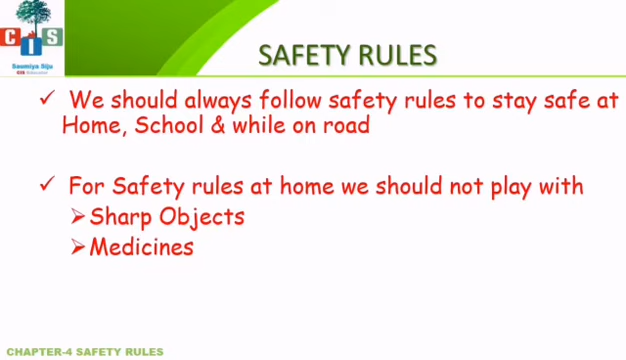 CIS
Saumiya Siju
CIS Educator
SAFETY RULES
✓ We should always follow safety rules to stay safe at
Home, School & while on road
✓ For Safety rules at home we should not play with
➢ Sharp Objects
➢ Medicines
CHAPTER-4 SAFETY RULES